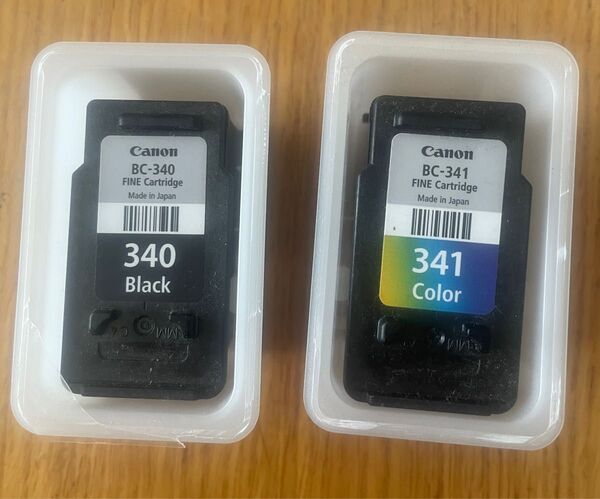 Canon
BC-340
FINE Cartridge
Made in Japan
340
Black
Canon
BC-341
FINE Cartridge
Made in Japan
341
Color